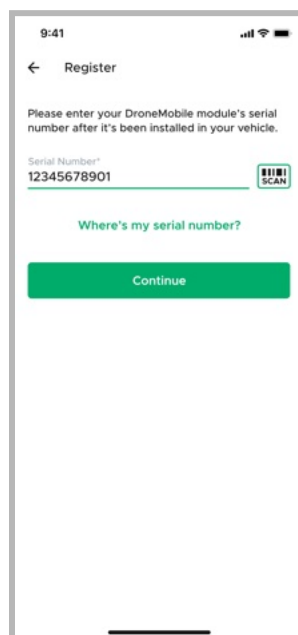 9:41
Register
Please enter your DroneMobile module's serial
number after it's been installed in your vehicle.
Serial Number*
12345678901
SCAN
Where's my serial number?
Continue